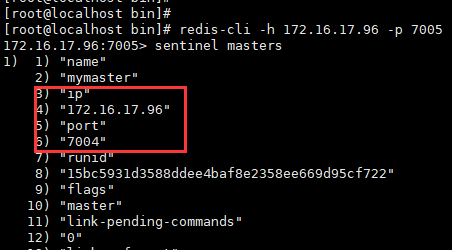 [root@localhost bin]#
[root@localhost bin]#
[root@localhost bin]# redis-cli -h 172.16.17.96 -p 7005
172.16.17.96:7005> sentinel masters
1) 1) "name"
2) "mymaster"
3) "ip"
4) "172.16.17.96"
5) "port"
6) "7004"
7) "runid"
8) "15bc5931d3588ddee4baf8e2358ee669d95cf722"
9) "flags"
10) "master"
11) "link-pending-commands"
12) "0"